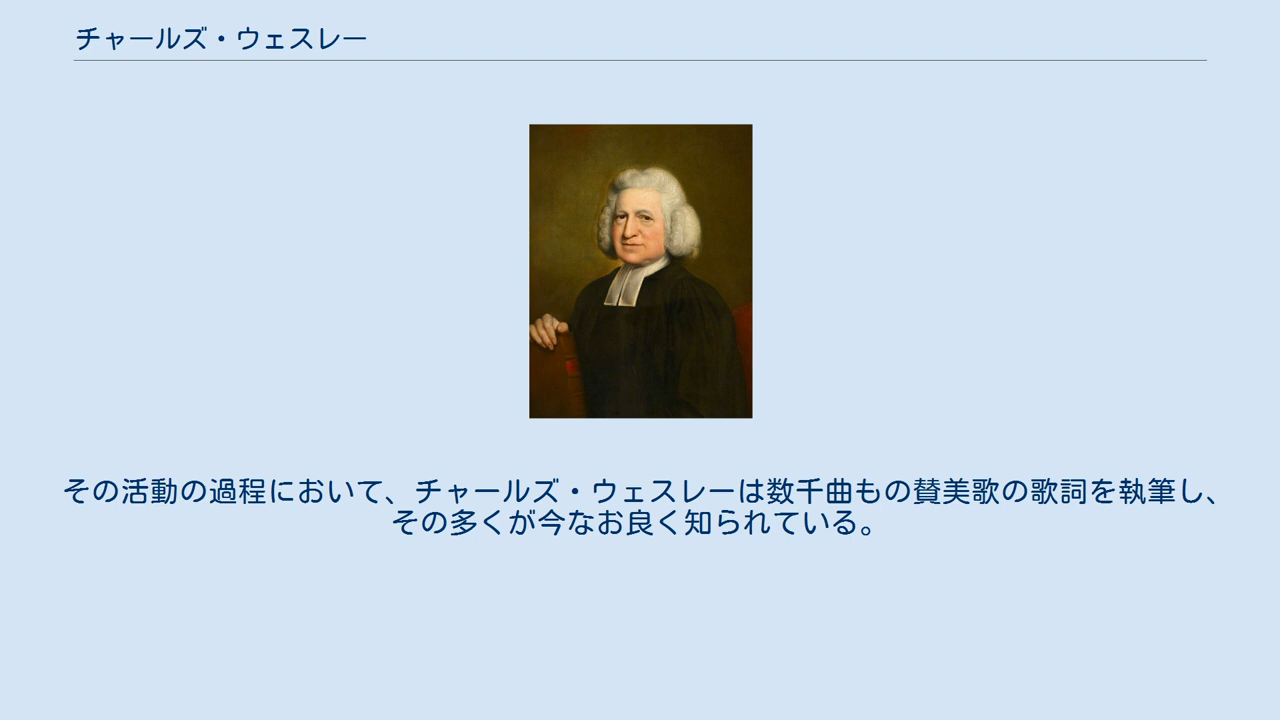 チャールズ・ウェスレー
その活動の過程において、チャールズ・ウェスレーは数千曲もの賛美歌の歌詞を執筆し、
その多くが今なお良く知られている。